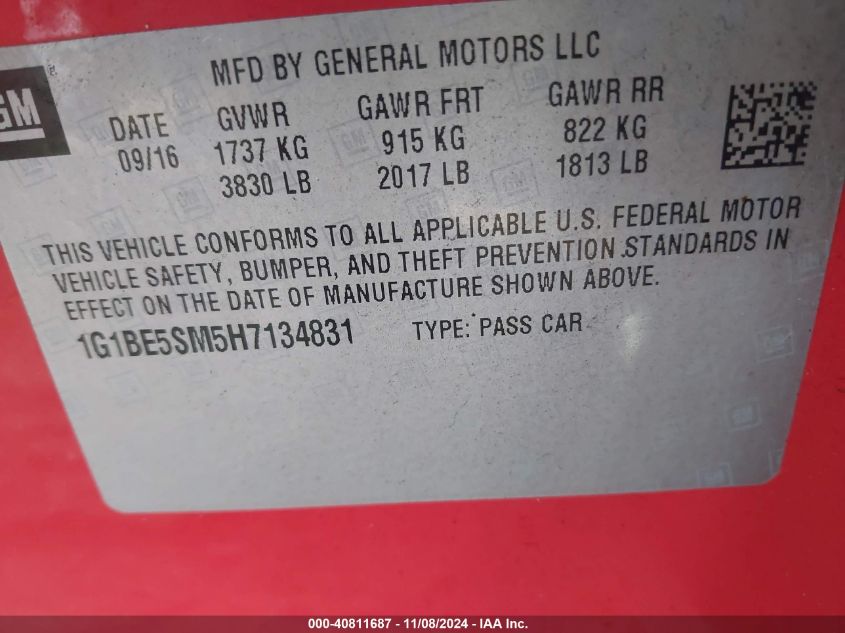 MFD BY GENERAL MOTORS LLC
GM
DATE GVWR GAWR FRT GAWR RR
09/16 1737 KG 915 KG 822 KG
3830 LB 2017 LB 1813 LB
THIS VEHICLE CONFORMS TO ALL APPLICABLE U.S. FEDERAL MOTOR
VEHICLE SAFETY, BUMPER, AND THEFT PREVENTION STANDARDS IN
EFFECT ON THE DATE OF MANUFACTURE SHOWN ABOVE.
1G1BE5SM5H7134831 TYPE: PASS CAR
000-40811687 - 11/08/2024 - IAA Inc.